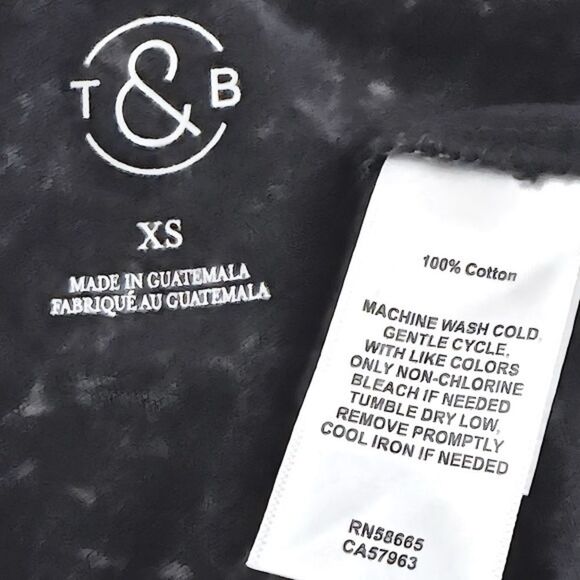 T & B
XS
MADE IN GUATEMALA
FABRIQUÉ AU GUATEMALA
100% Cotton
MACHINE WASH COLD,
GENTLE CYCLE,
WITH LIKE COLORS
ONLY NON-CHLORINE
BLEACH IF NEEDED
TUMBLE DRY LOW,
REMOVE PROMPTLY
COOL IRON IF NEEDED
RN58665
CA57963